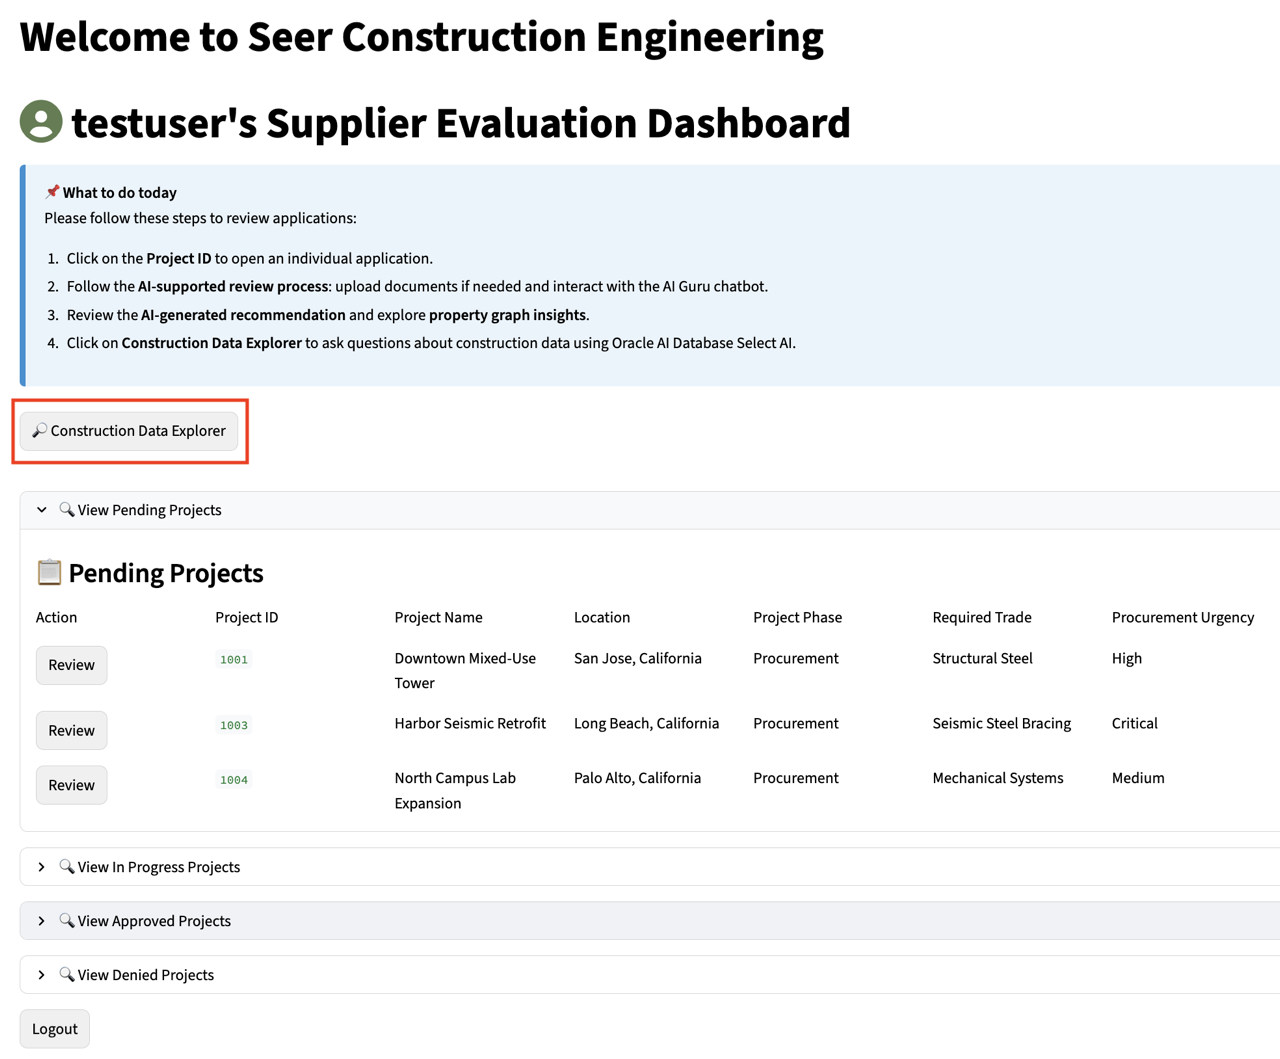 Welcome to Seer Construction Engineering
testuser's Supplier Evaluation Dashboard
What to do today
Please follow these steps to review applications:
1. Click on the Project ID to open an individual application.
2. Follow the AI-supported review process: upload documents if needed and interact with the AI Guru chatbot.
3. Review the AI-generated recommendation and explore property graph insights.
4. Click on Construction Data Explorer to ask questions about construction data using Oracle AI Database Select AI.
Construction Data Explorer
View Pending Projects
Pending Projects
Action Project ID Project Name Location Project Phase Required Trade Procurement Urgency
Review 1001 Downtown Mixed-Use San Jose, California Procurement Structural Steel High
Tower
Review 1003 Harbor Seismic Retrofit Long Beach, California Procurement Seismic Steel Bracing Critical
Review 1004 North Campus Lab Palo Alto, California Procurement Mechanical Systems Medium
Expansion
View In Progress Projects
View Approved Projects
View Denied Projects
Logout